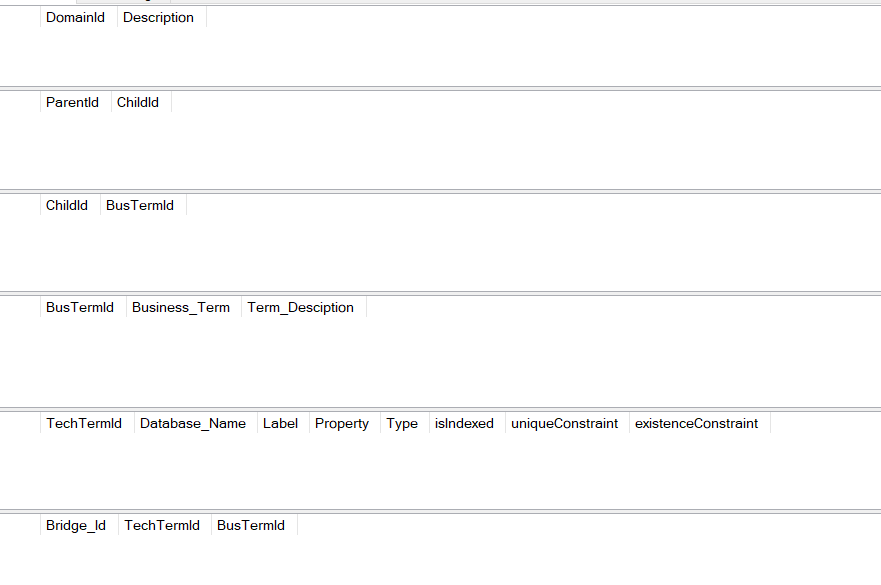 DomainId Description
ParentId ChildId
ChildId BusTermId
BusTermId Business_Term Term_Desciption
TechTermId Database_Name Label Property Type isIndexed uniqueConstraint existenceConstraint
Bridge_Id TechTermId BusTermId